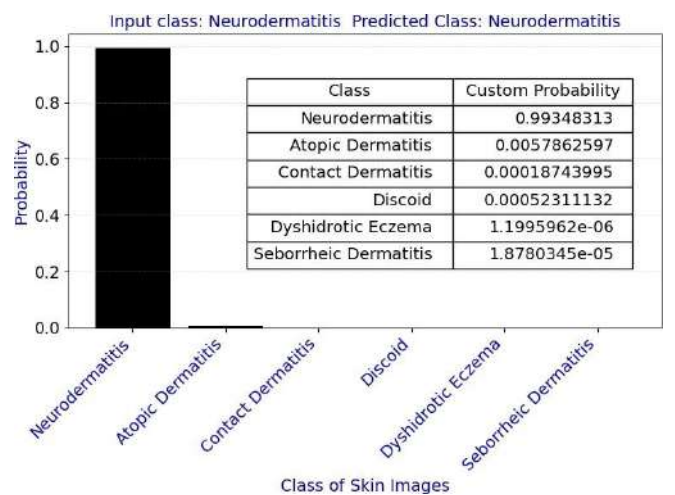 Input class: Neurodermatitis  Predicted Class: Neurodermatitis
Probability
1.0
0.8
0.6
0.4
0.2
0.0
Class Custom Probability
Neurodermatitis 0.99348313
Atopic Dermatitis 0.0057862597
Contact Dermatitis 0.00018743995
Discoid 0.00052311132
Dyshidrotic Eczema 1.1995962e-06
Seborrheic Dermatitis 1.8780345e-05
Neurodermatitis
Atopic Dermatitis
Contact Dermatitis
Discoid
Dyshidrotic Eczema
Seborrheic Dermatitis
Class of Skin Images